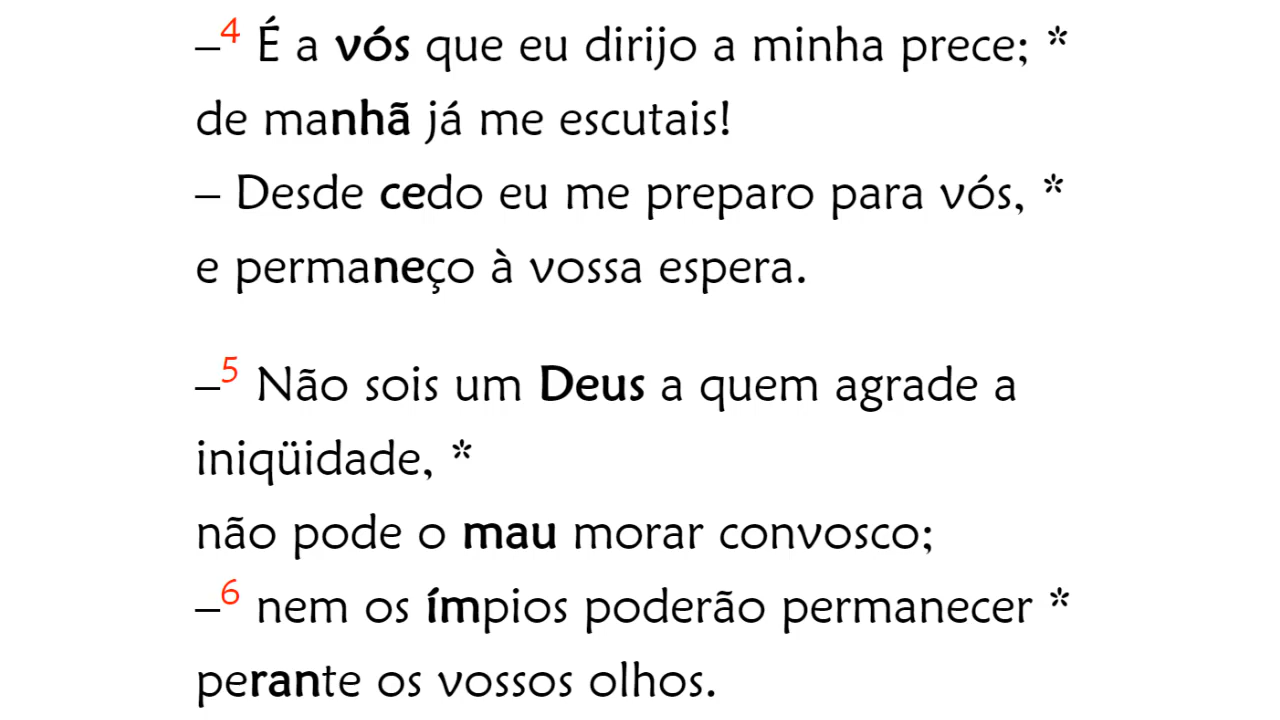 –4 É a vós que eu dirijo a minha prece; *
de manhã já me escutais!
– Desde cedo eu me preparo para vós, *
e permaneço à vossa espera.
–5 Não sois um Deus a quem agrade a
iniqüidade, *
não pode o mau morar convosco;
–6 nem os ímpios poderão permanecer *
perante os vossos olhos.